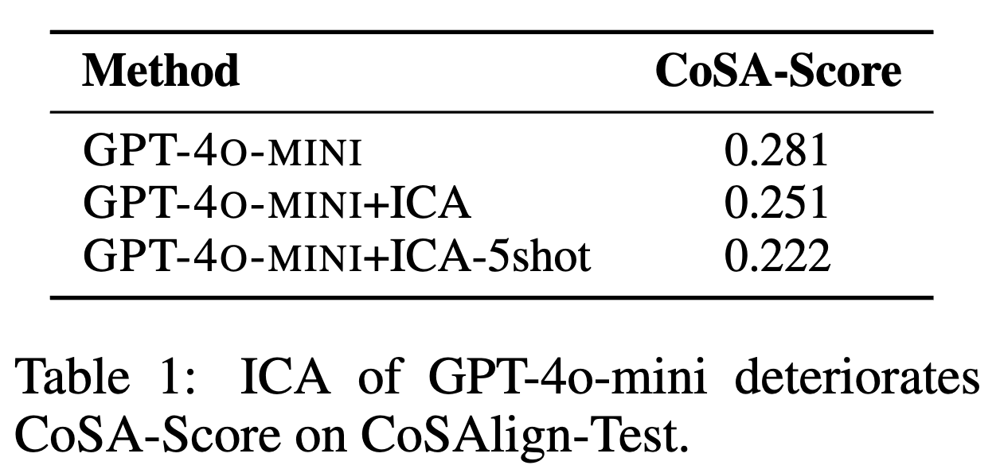 Method CoSA-Score
GPT-4O-MINI 0.281
GPT-4O-MINI+ICA 0.251
GPT-4O-MINI+ICA-5shot 0.222
Table 1: ICA of GPT-4o-mini deteriorates
CoSA-Score on CoSAlign-Test.